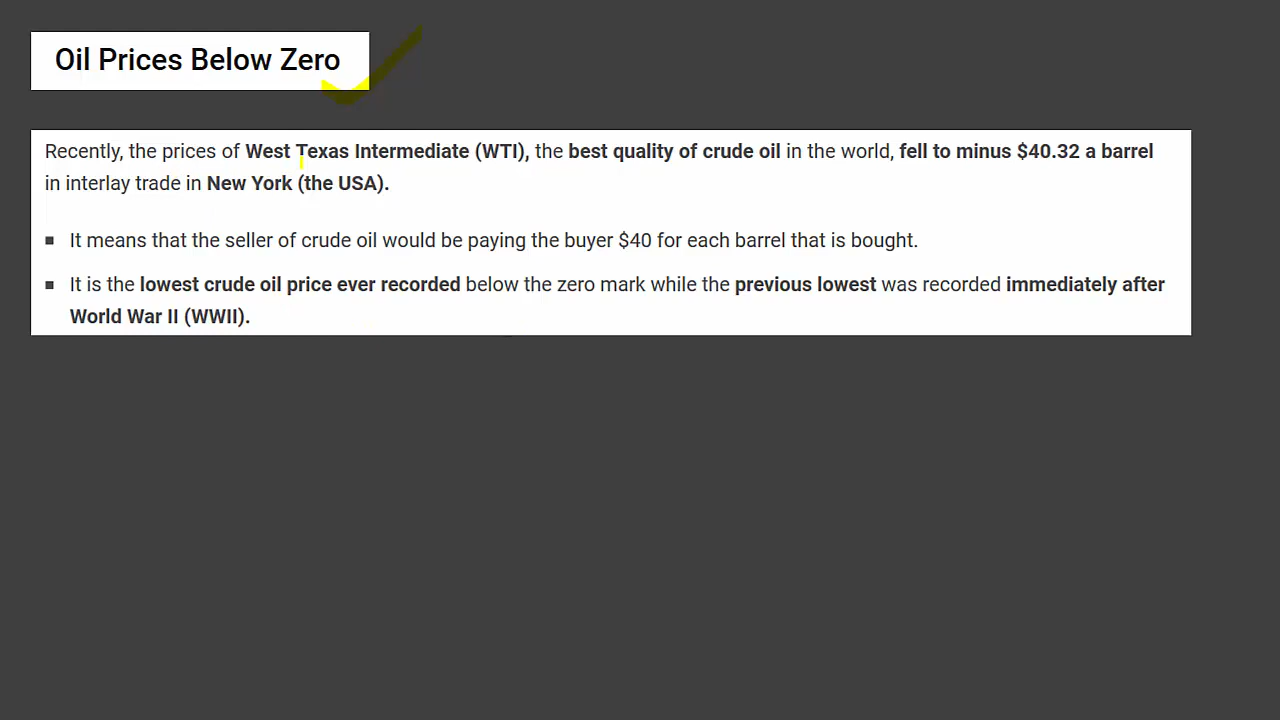 Oil Prices Below Zero
Recently, the prices of West Texas Intermediate (WTI), the best quality of crude oil in the world, fell to minus $40.32 a barrel
in interlay trade in New York (the USA).
▪ It means that the seller of crude oil would be paying the buyer $40 for each barrel that is bought.
▪ It is the lowest crude oil price ever recorded below the zero mark while the previous lowest was recorded immediately after
World War II (WWII).